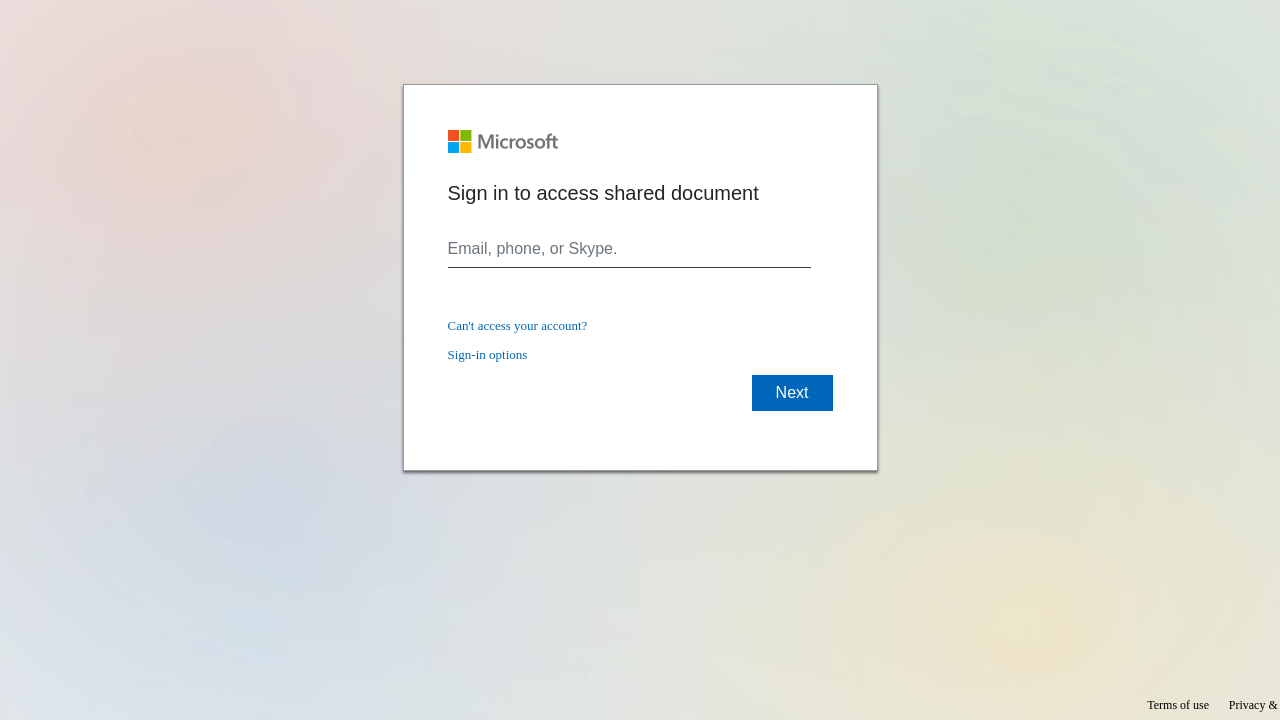 Microsoft
Sign in to access shared document
Email, phone, or Skype.
Can't access your account?
Sign-in options
Next
Terms of use Privacy &